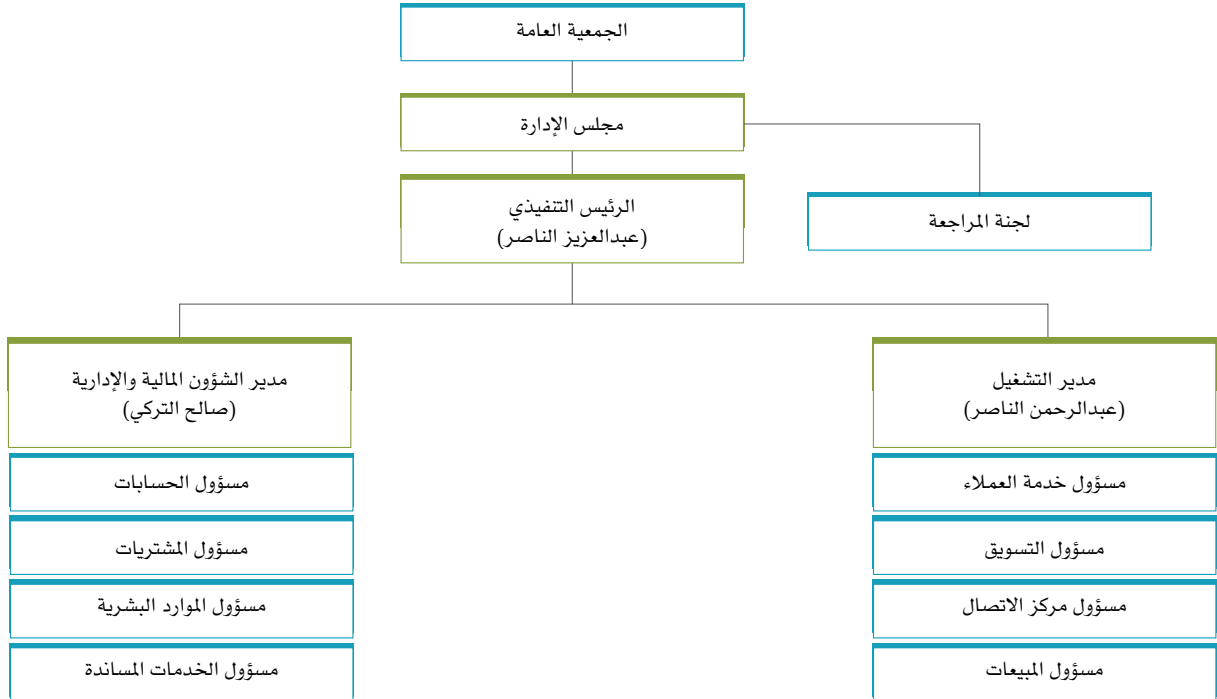 الجمعية العامة
مجلس الإدارة
الرئيس التنفيذي
(عبدالعزيز الناصر)
لجنة المراجعة
مدير التشغيل
(عبدالرحمن الناصر)
مسؤول خدمة العملاء
مسؤول التسويق
مسؤول مركز الاتصال
مسؤول المبيعات
مدير الشؤون المالية والإدارية
(صالح التركي)
مسؤول الحسابات
مسؤول المشتريات
مسؤول الموارد البشرية
مسؤول الخدمات المساندة